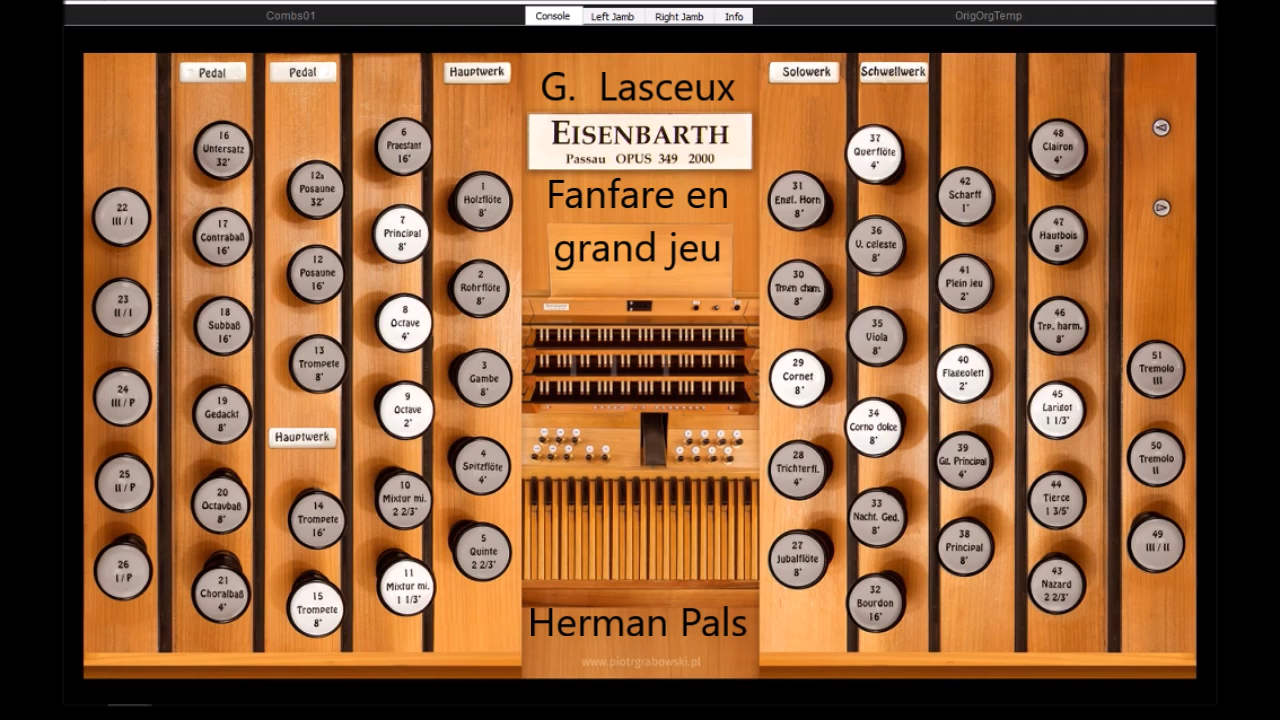 Combs01
Console
Left Jamb
Right Jamb
Info
OrigOrgTemp
Pedal
Pedal
Hauptwerk
G. Lasceux
EISENBARTH
Passau OPUS 349 2000
Fanfare en
grand jeu
Herman Pals
www.piotrgrabowski.pl
Solowerk
Schwellwerk
22
III / I
23
II / I
24
III / P
25
II / P
26
I / P
16
Untersatz
32'
17
Contrabaß
16'
18
Subbaß
16'
19
Gedackt
8'
20
Octavbaß
8'
21
Choralbaß
4'
12a
Posaune
32'
12
Posaune
16'
13
Trompete
8'
Hauptwerk
14
Trompete
16'
15
Trompete
8'
6
Praestant
16'
7
Principal
8'
8
Octave
4'
9
Octave
2'
10
Mixtur mi.
2 2/3'
11
Mixtur mi.
1 1/3'
1
Holzflöte
8'
2
Rohrflöte
8'
3
Gambe
8'
4
Spitzflöte
4'
5
Quinte
2 2/3'
31
Engl. Horn
8'
30
Trpn cham.
8'
29
Cornet
8'
28
Trichterfl.
4'
27
Jubalflöte
8'
37
Querflöte
4'
36
V. celeste
8'
35
Viola
8'
34
Corno dolce
8'
33
Nacht. Ged.
8'
32
Bourdon
16'
42
Scharff
1'
41
Plein jeu
2'
40
Flageolett
2'
39
Gg. Principal
4'
38
Principal
8'
48
Clairon
4'
47
Hautbois
8'
46
Trp. harm.
8'
45
Larigot
1 1/3'
44
Tierce
1 3/5'
43
Nazard
2 2/3'
51
Tremolo
III
50
Tremolo
II
49
III / II